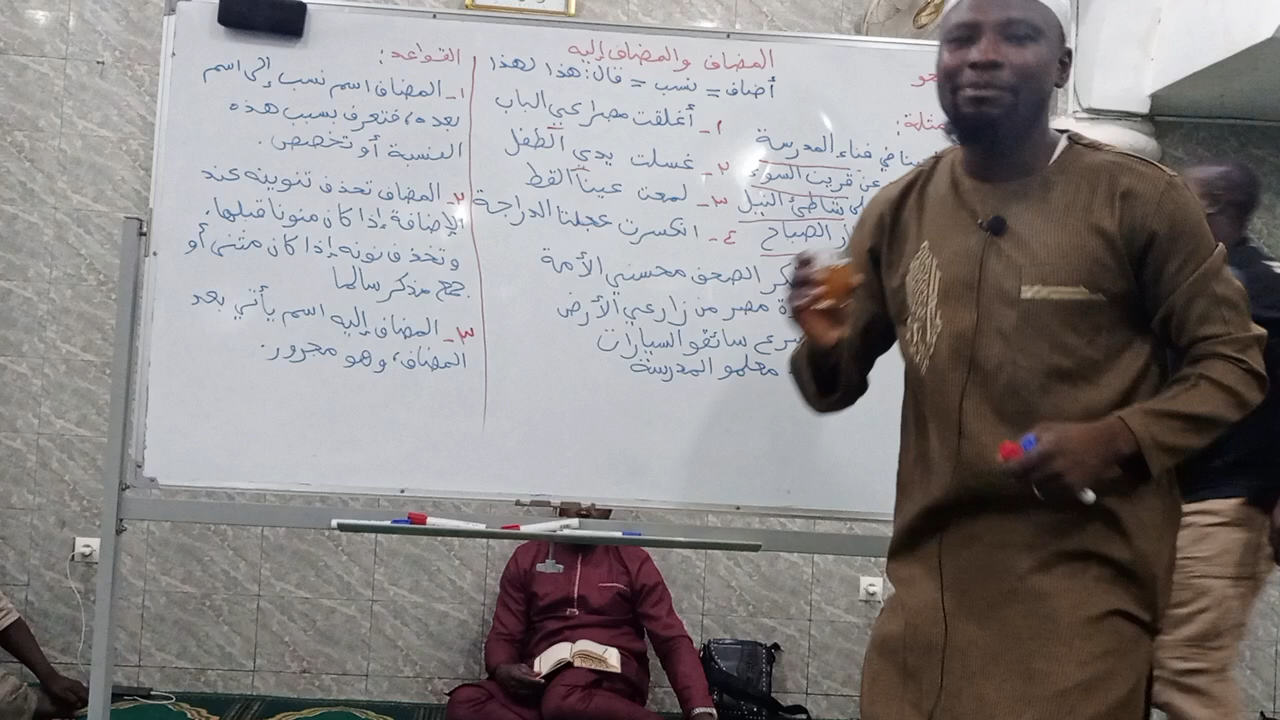 المضاف والمضاف إليه
أضاف = نسب = قال: هذا لهذا
في فناء المدرسة
عن قريب السوء
شاطئ النيل
الصباح
١- أغلقت مصراعي الباب
٢- غسلت يدي الطفل
٣- لمعت عينا القط
٤- انكسرت عجلتا الدراجة
الصحف محسني الأمة
مصر من زارعي الأرض
سائقو السيارات
معلمو المدرسة
القواعد:
١- المضاف اسم نسب إلى اسم
بعده، فتعرف بسبب هذه
النسبة أو تخصص.
٢- المضاف تحذف تنوينه عند
الإضافة إذا كان منونا قبلها،
وتحذف نونه إذا كان مثنى أو
جمع مذكر سالما
٣- المضاف إليه اسم يأتي بعد
المضاف، وهو مجرور.